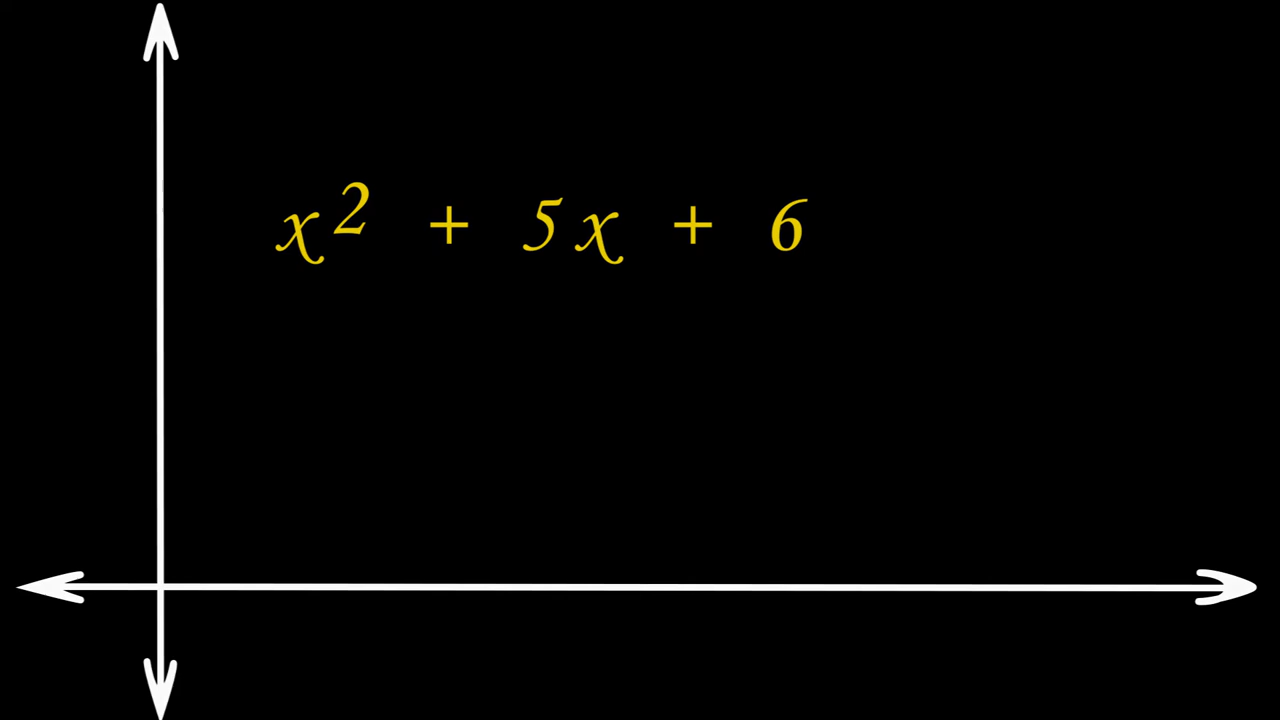 x² + 5x + 6